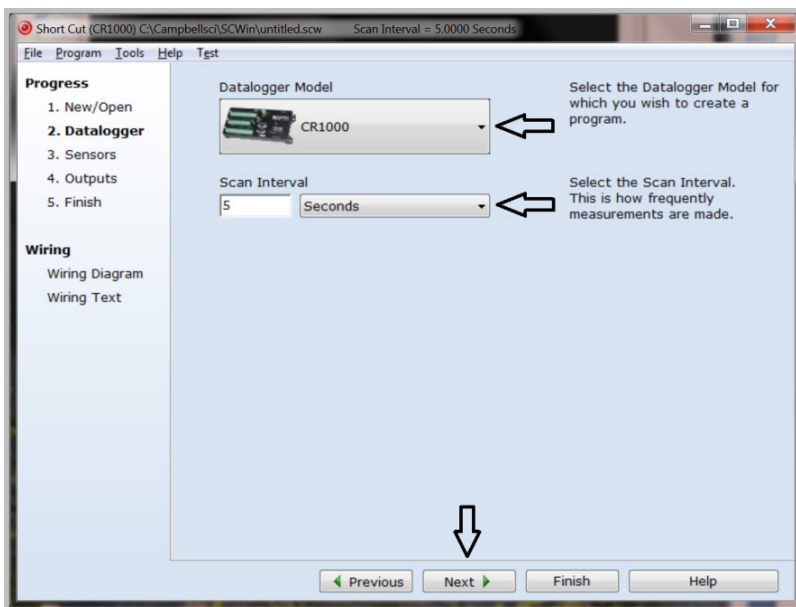 Short Cut (CR1000) C:\Campbellsci\SCWin\untitled.scw Scan Interval = 5.0000 Seconds
File Program Tools Help Test
Progress
1. New/Open
2. Datalogger
3. Sensors
4. Outputs
5. Finish
Wiring
Wiring Diagram
Wiring Text
Datalogger Model
CR1000
Select the Datalogger Model for
which you wish to create a
program.
Scan Interval
5 Seconds
Select the Scan Interval.
This is how frequently
measurements are made.
Previous Next Finish Help